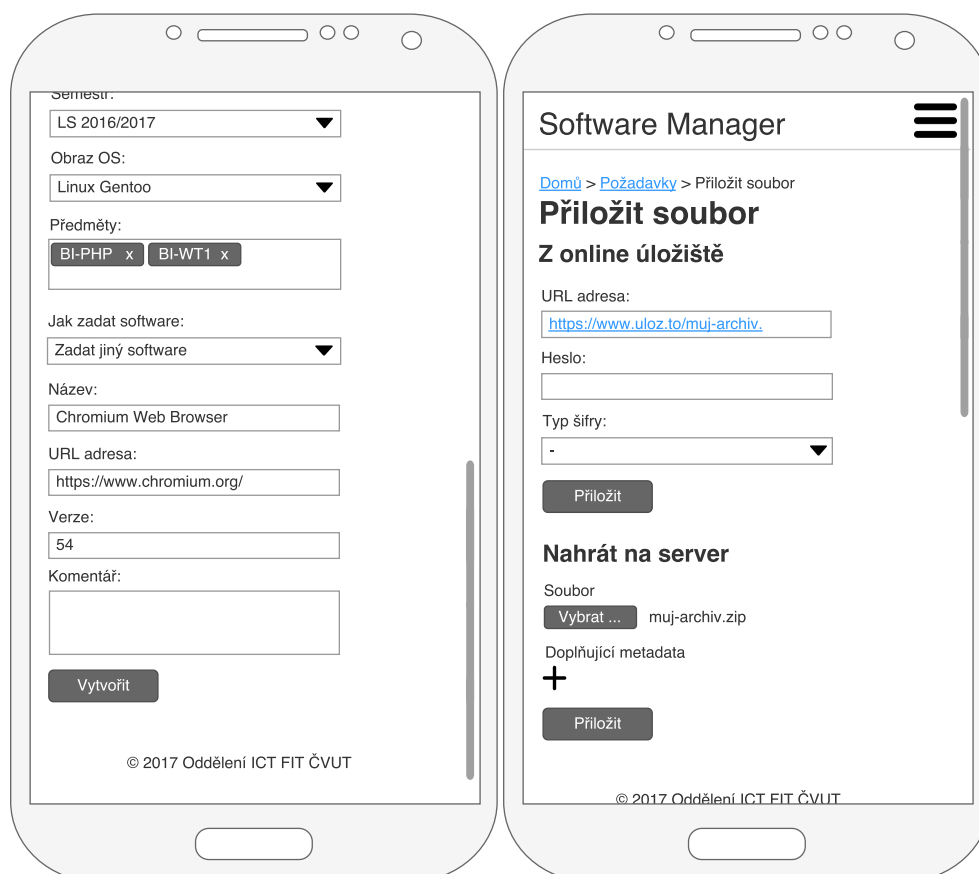 Semestr:
LS 2016/2017
Obraz OS:
Linux Gentoo
Předměty:
BI-PHP x BI-WT1 x
Jak zadat software:
Zadat jiný software
Název:
Chromium Web Browser
URL adresa:
https://www.chromium.org/
Verze:
54
Komentář:
Vytvořit
© 2017 Oddělení ICT FIT ČVUT
Software Manager
Domů > Požadavky > Přiložit soubor
Přiložit soubor
Z online úložiště
URL adresa:
https://www.uloz.to/muj-archiv.
Heslo:
Typ šifry:
-
Přiložit
Nahrát na server
Soubor
Vybrat ... muj-archiv.zip
Doplňující metadata
Přiložit
© 2017 Oddělení ICT FIT ČVUT